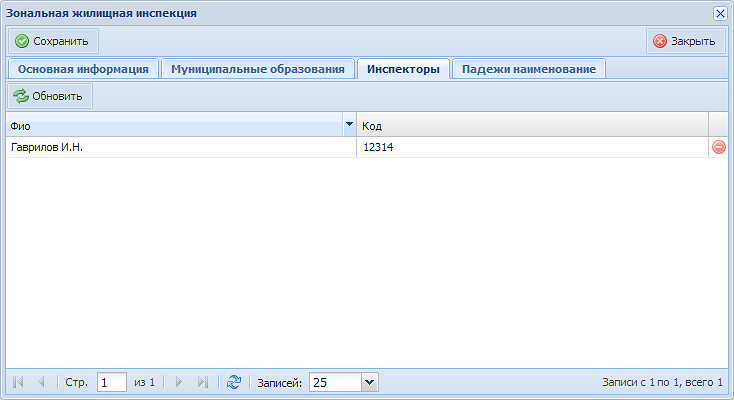 Зональная жилищная инспекция
Сохранить Закрыть
Основная информация Муниципальные образования Инспекторы Падежи наименование
Обновить
Фио Код
Гаврилов И.Н. 12314
Стр. 1 из 1 Записей: 25 Записи с 1 по 1, всего 1